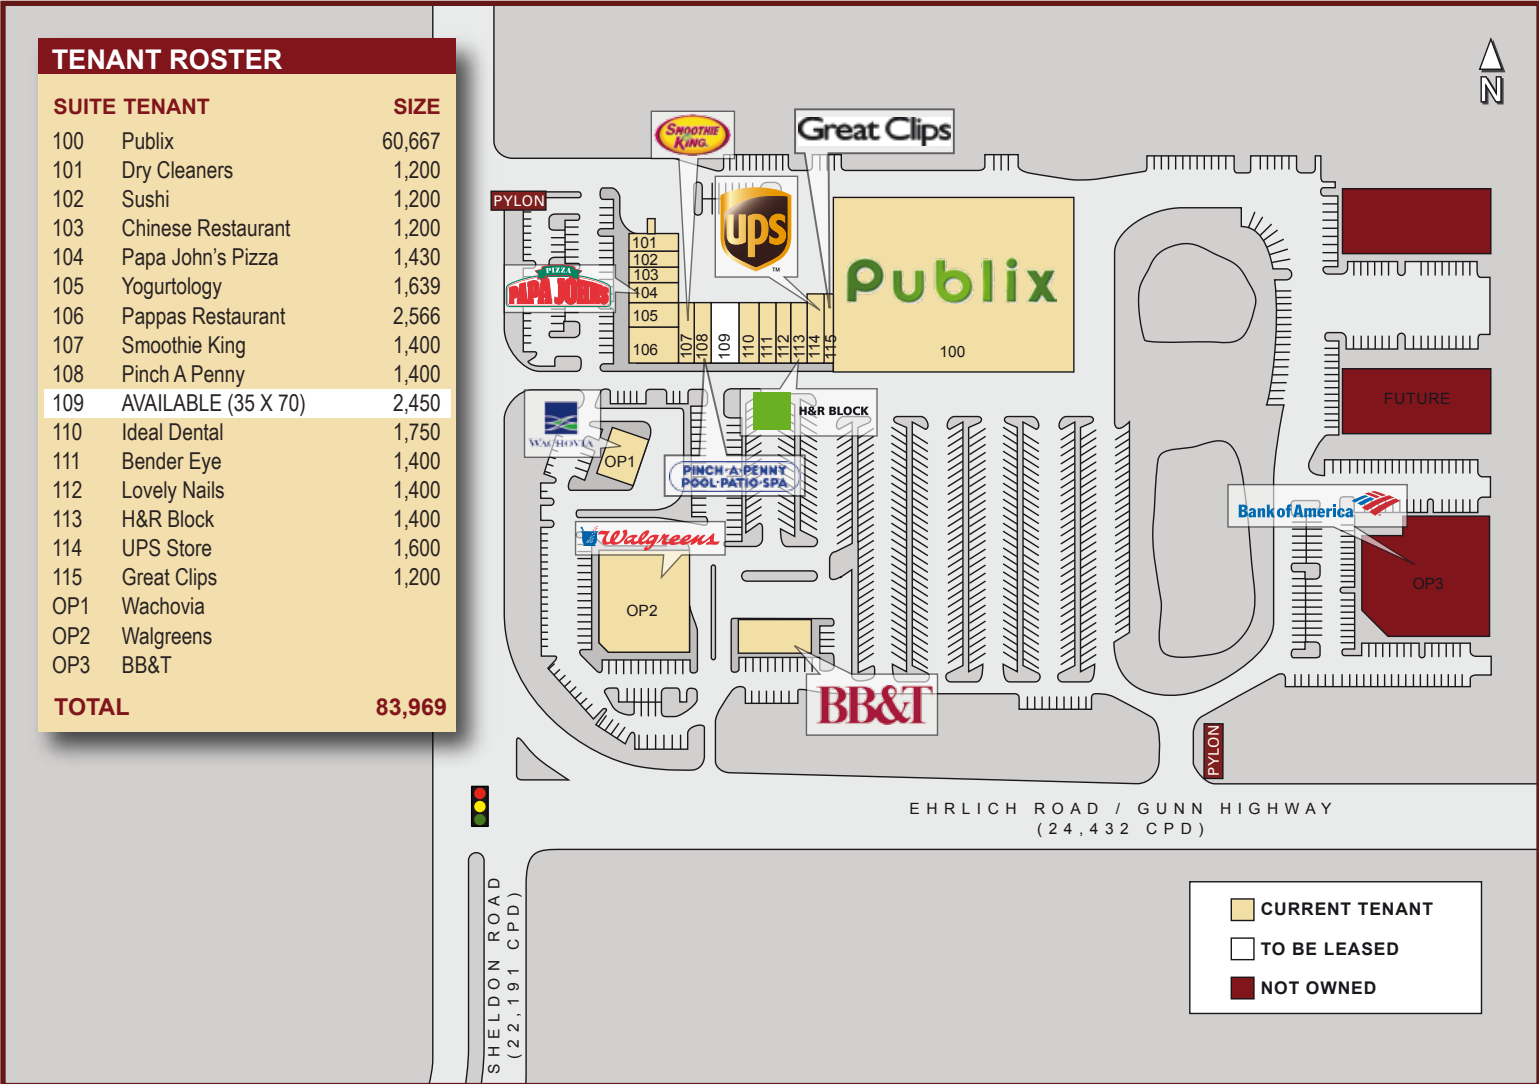 TENANT ROSTER
SUITE TENANT SIZE
100 Publix 60,667
101 Dry Cleaners 1,200
102 Sushi 1,200
103 Chinese Restaurant 1,200
104 Papa John's Pizza 1,430
105 Yogurtology 1,639
106 Pappas Restaurant 2,566
107 Smoothie King 1,400
108 Pinch A Penny 1,400
109 AVAILABLE (35 X 70) 2,450
110 Ideal Dental 1,750
111 Bender Eye 1,400
112 Lovely Nails 1,400
113 H&R Block 1,400
114 UPS Store 1,600
115 Great Clips 1,200
OP1 Wachovia
OP2 Walgreens
OP3 BB&T
TOTAL 83,969
N
SMOOTHIE
KING
Great Clips
PYLON
ups
TM
Publix
101
102
103
104
105
106
PIZZA
PAPA JOHNS
107
108
109
110
111
112
113
114
115
100
FUTURE
WACHOVIA
OP1
H&R BLOCK
PINCH-A-PENNY
POOL·PATIO·SPA
Bank of America
Walgreens
OP2
OP3
BB&T
PYLON
EHRLICH ROAD / GUNN HIGHWAY
(24,432 CPD)
SHELDON ROAD
(22,191 CPD)
CURRENT TENANT
TO BE LEASED
NOT OWNED